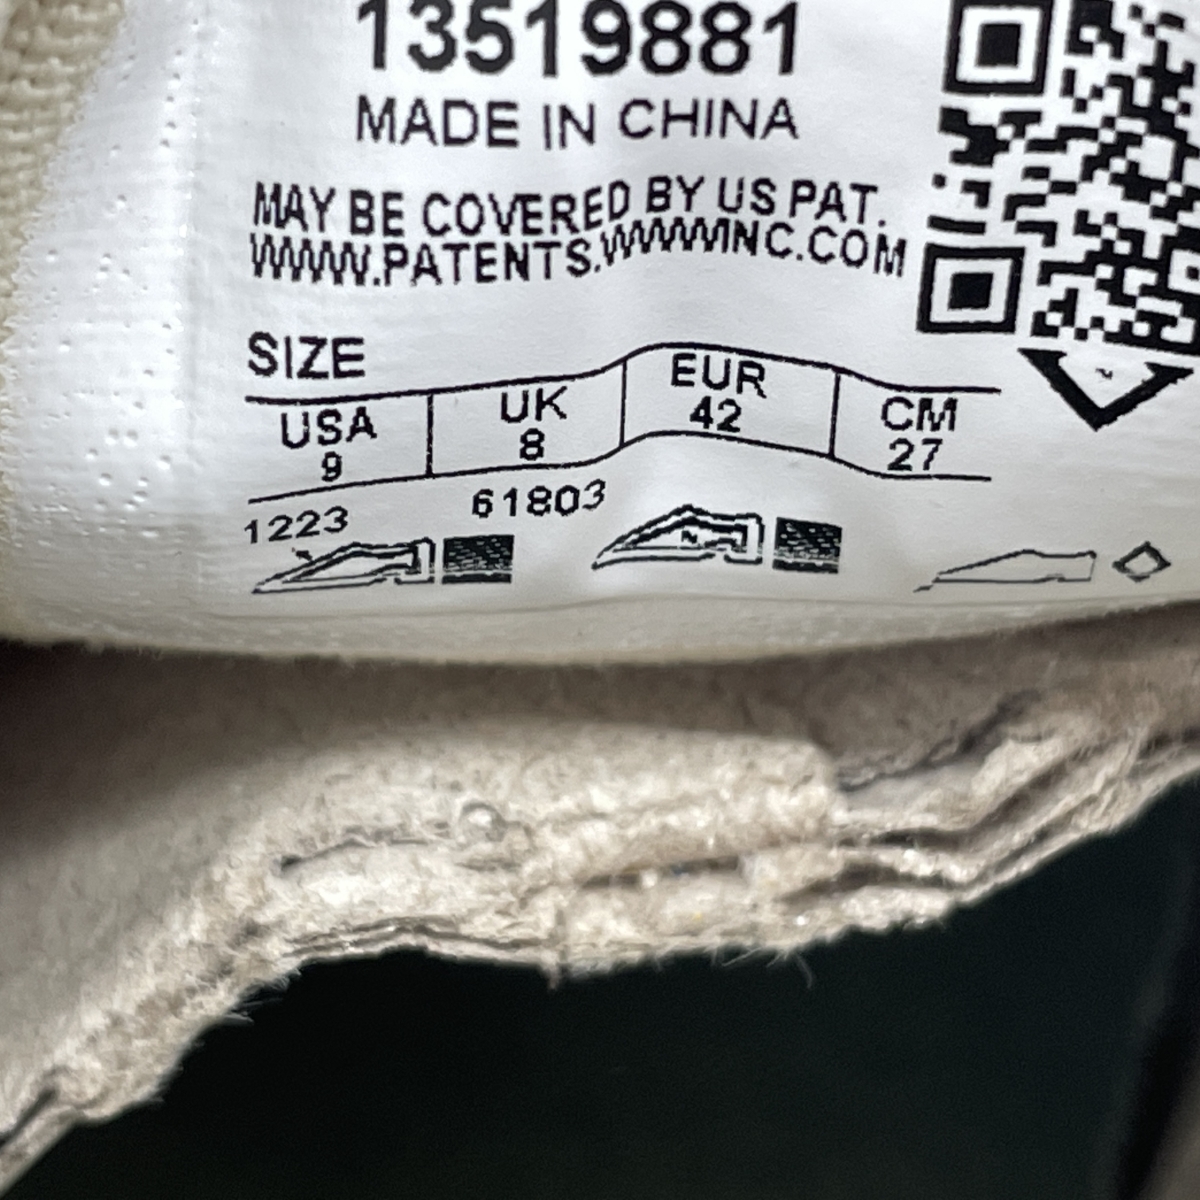 13519881
MADE IN CHINA
MAY BE COVERED BY US PAT.
WWW.PATENTS.WWWINC.COM
SIZE
USA UK EUR CM
9 8 42 27
1223 61803